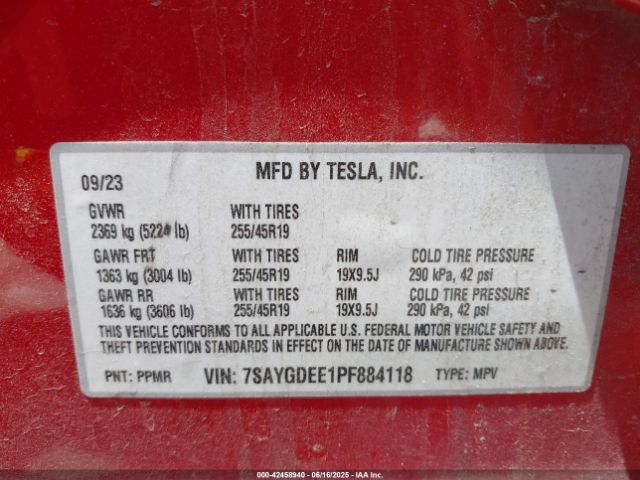 MFD BY TESLA, INC.
09/23
GVWR WITH TIRES
2369 kg (5224 lb) 255/45R19
GAWR FRT WITH TIRES RIM COLD TIRE PRESSURE
1363 kg (3004 lb) 255/45R19 19X9.5J 290 kPa, 42 psi
GAWR RR WITH TIRES RIM COLD TIRE PRESSURE
1636 kg (3606 lb) 255/45R19 19X9.5J 290 kPa, 42 psi
THIS VEHICLE CONFORMS TO ALL APPLICABLE U.S. FEDERAL MOTOR VEHICLE SAFETY AND
THEFT PREVENTION STANDARDS IN EFFECT ON THE DATE OF MANUFACTURE SHOWN ABOVE.
PNT: PPMR VIN: 7SAYGDEE1PF884118 TYPE: MPV
000-42458940 - 06/16/2025 - IAA, Inc.